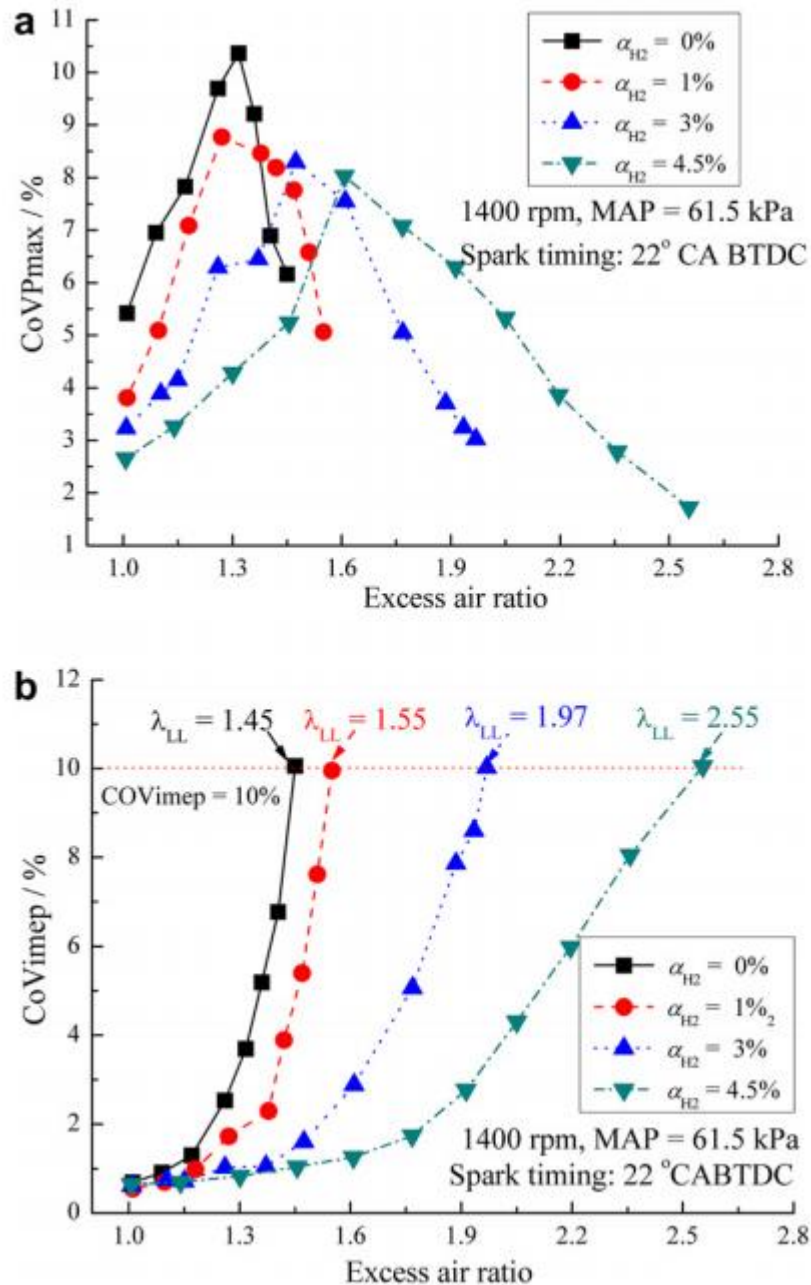 a
11
10
9
8
7
6
5
4
3
2
1
CoVPmax / %
α_H2 = 0%
α_H2 = 1%
α_H2 = 3%
α_H2 = 4.5%
1400 rpm, MAP = 61.5 kPa
Spark timing: 22° CA BTDC
1.0 1.3 1.6 1.9 2.2 2.5 2.8
Excess air ratio
b
12
10
8
6
4
2
0
CoVimep / %
λ_LL = 1.45 λ_LL = 1.55 λ_LL = 1.97 λ_LL = 2.55
COVimep = 10%
α_H2 = 0%
α_H2 = 1%₂
α_H2 = 3%
α_H2 = 4.5%
1400 rpm, MAP = 61.5 kPa
Spark timing: 22 °CABTDC
1.0 1.3 1.6 1.9 2.2 2.5 2.8
Excess air ratio